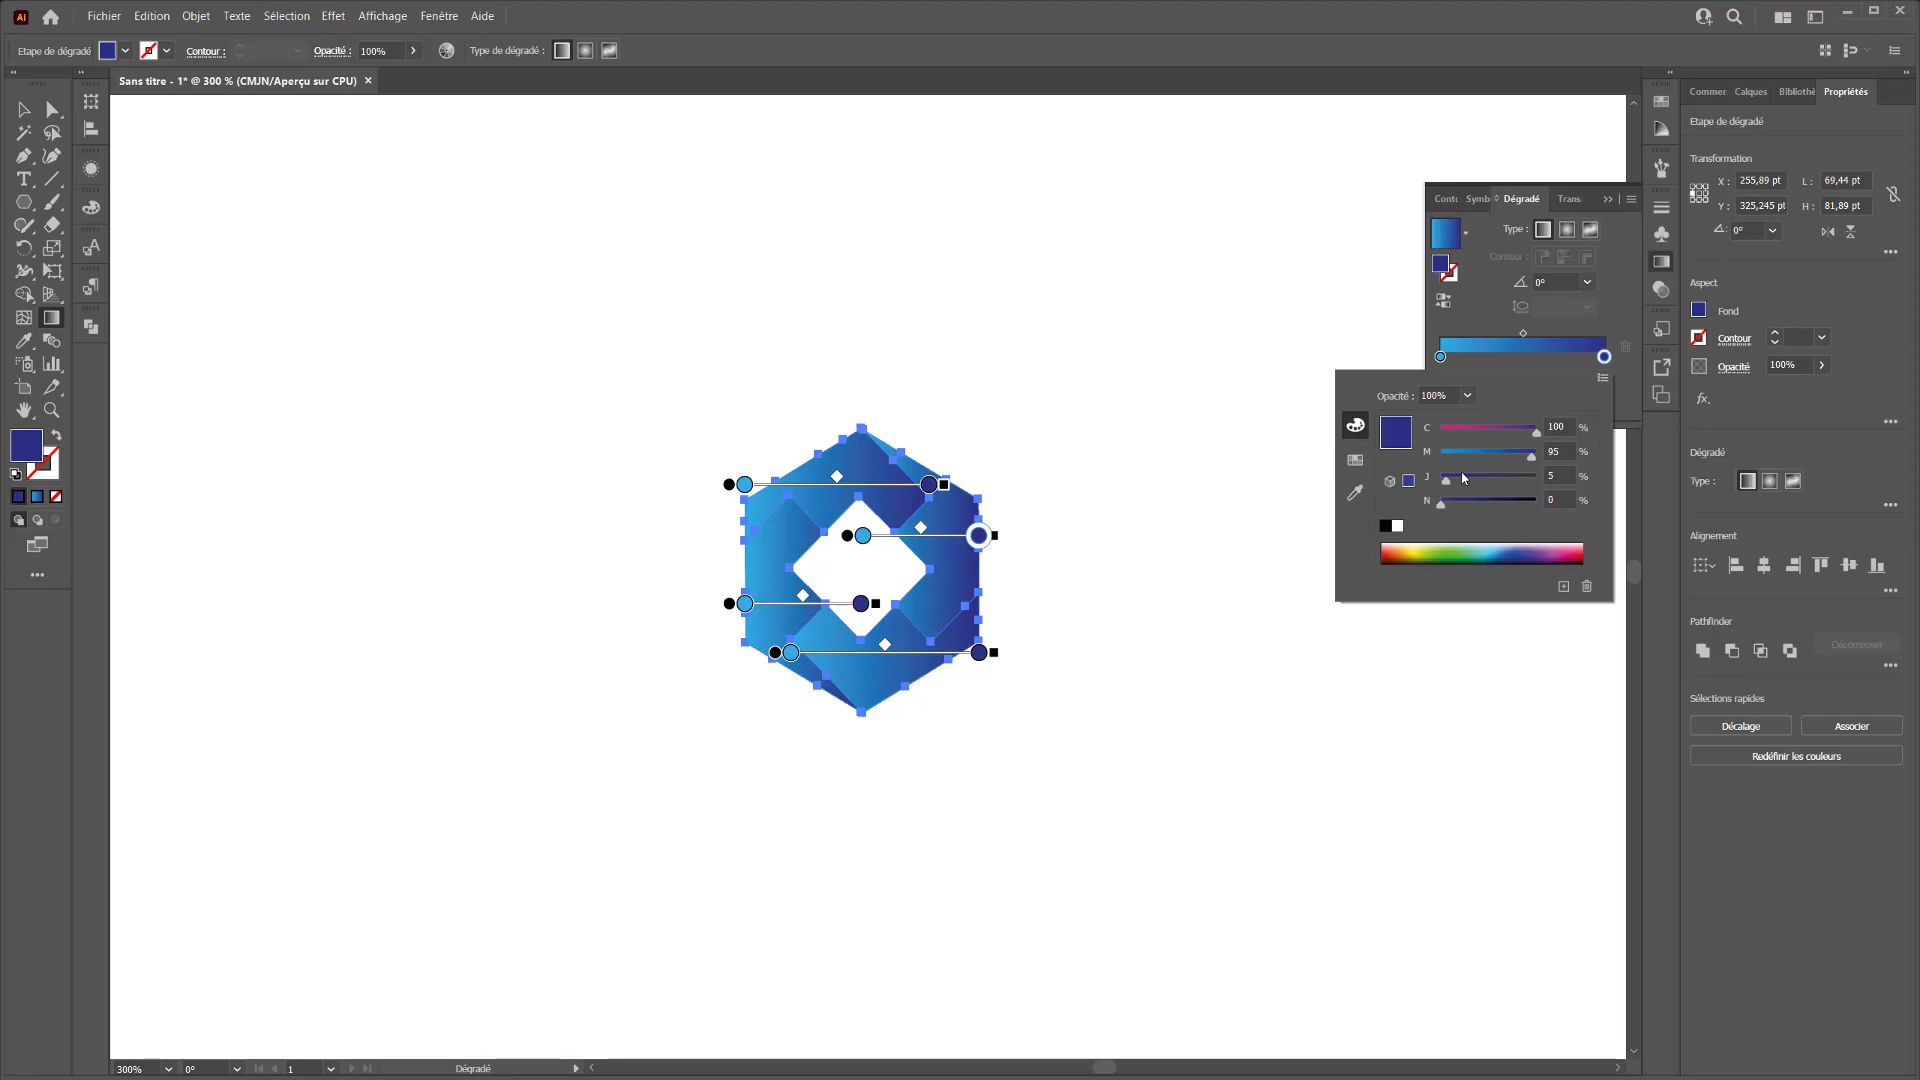 Fichier Edition Objet Texte Sélection Effet Affichage Fenêtre Aide
Etape de dégradé Contour : Opacité : 100% Type de dégradé :
Sans titre - 1* @ 300 % (CMJN/Aperçu sur CPU)
Commer Calques Bibliothè Propriétés
Etape de dégradé
Transformation
X : 255,89 pt L : 69,44 pt
Y : 325,245 pt H : 81,89 pt
0°
Aspect
Fond
Contour
Opacité 100%
fx.
Dégradé
Type :
Alignement
Pathfinder
Décomposer
Sélections rapides
Décalage Associer
Redéfinir les couleurs
Cont Symb Dégradé Trans
Type :
Contour :
0°
Opacité : 100%
C 100 %
M 95 %
J 5 %
N 0 %
300% 0° 1 Dégradé